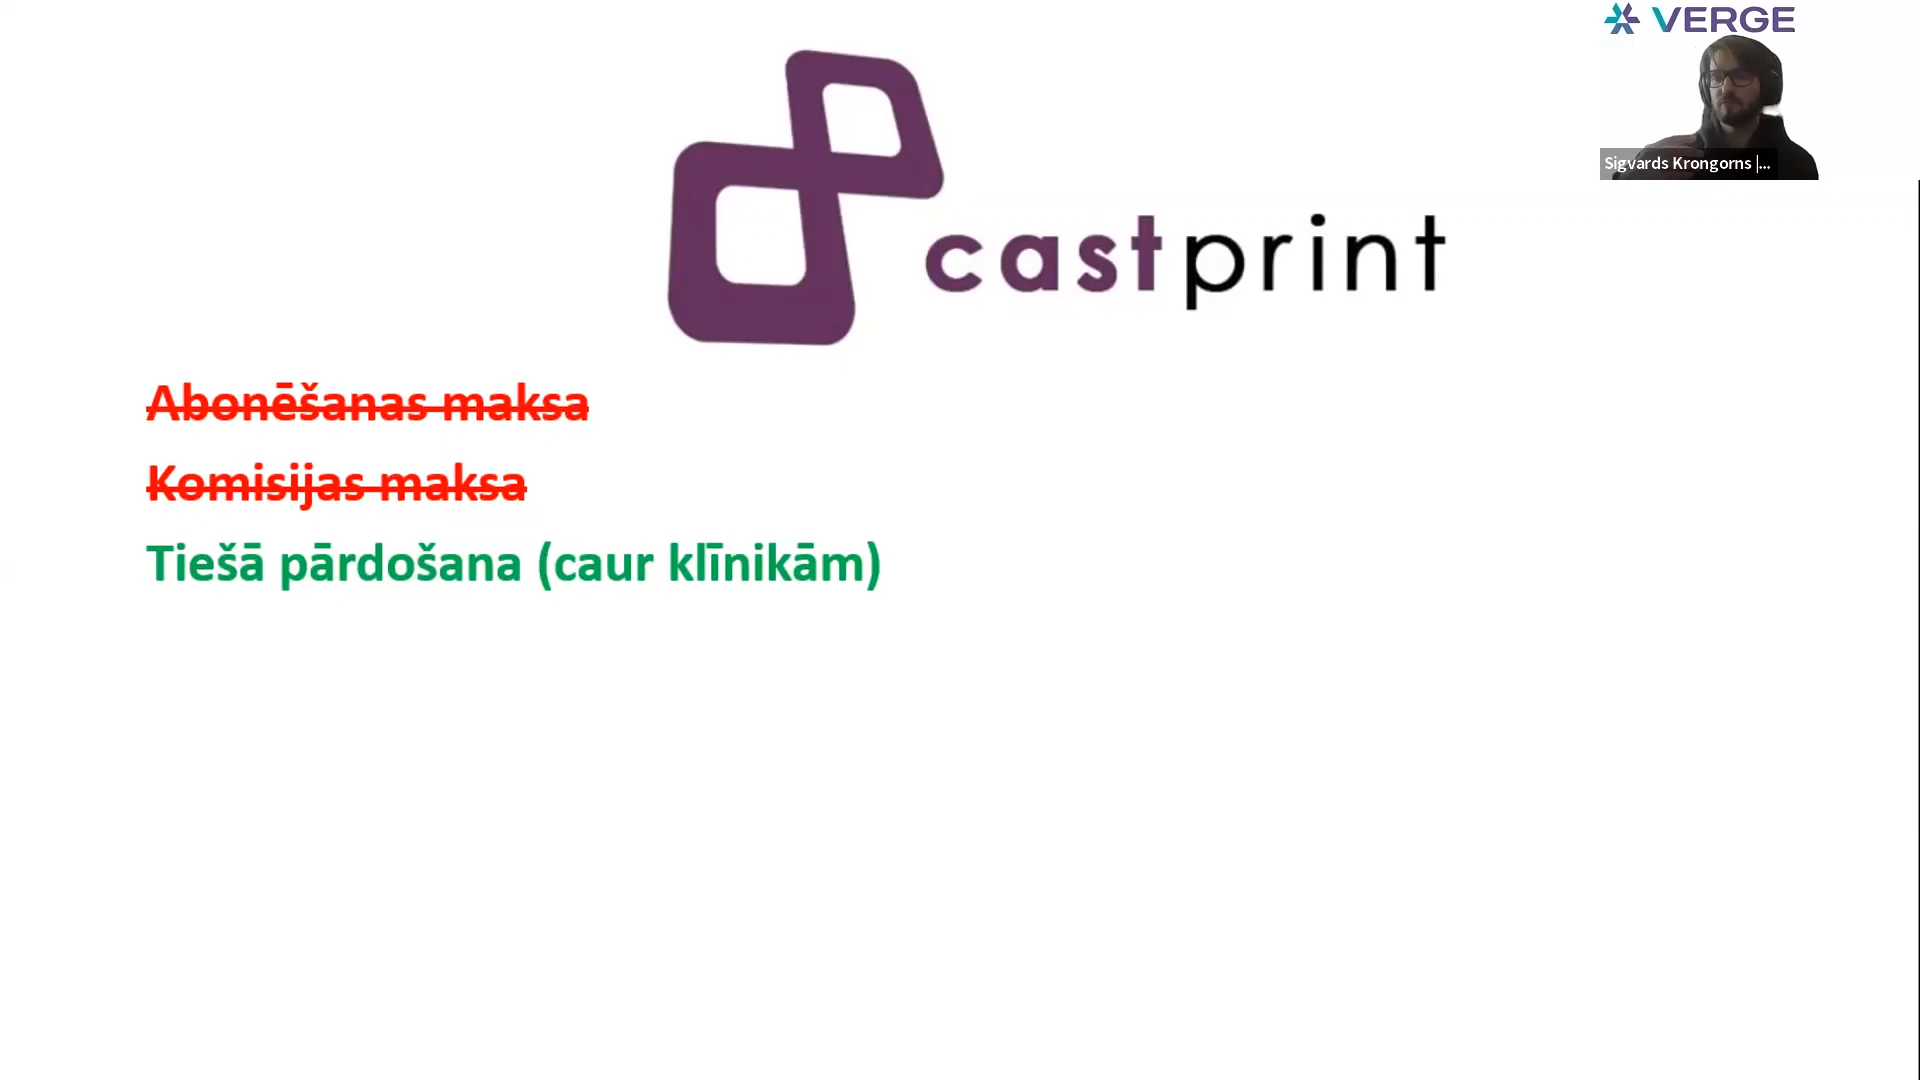 VERGE
Sigvards Krongorns |...
castprint
Abonēšanas maksa
Komisijas maksa
Tiešā pārdošana (caur klīnikām)